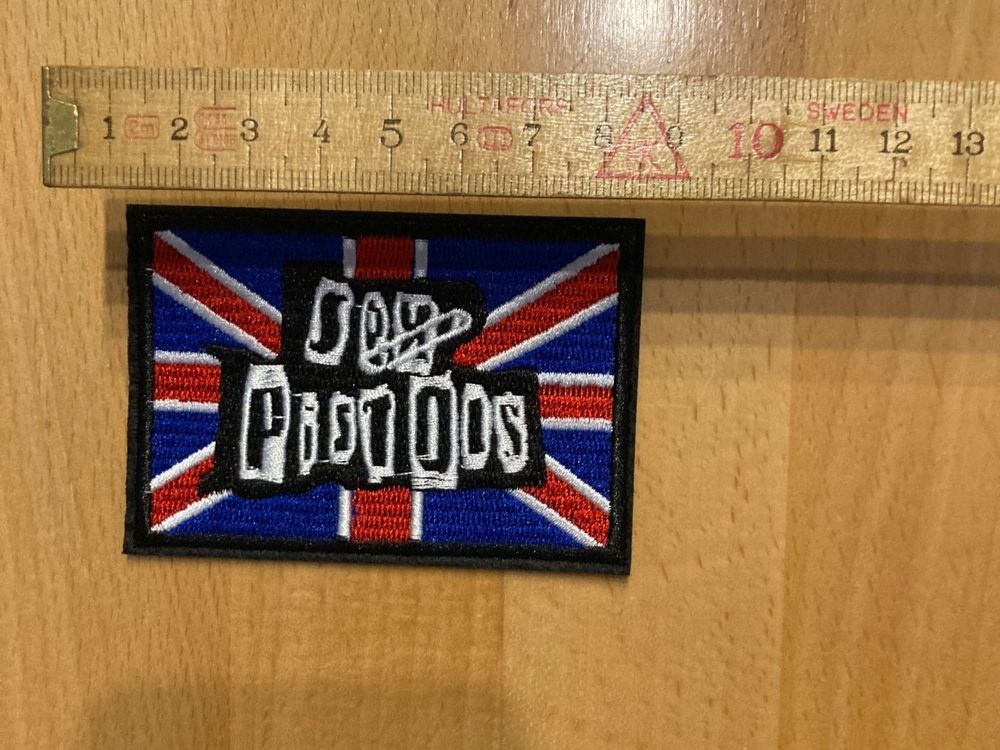 HULTAFORS SWEDEN
1 2 3 4 5 6 7 8 9 10 11 12 13
SEX
PISTOLS